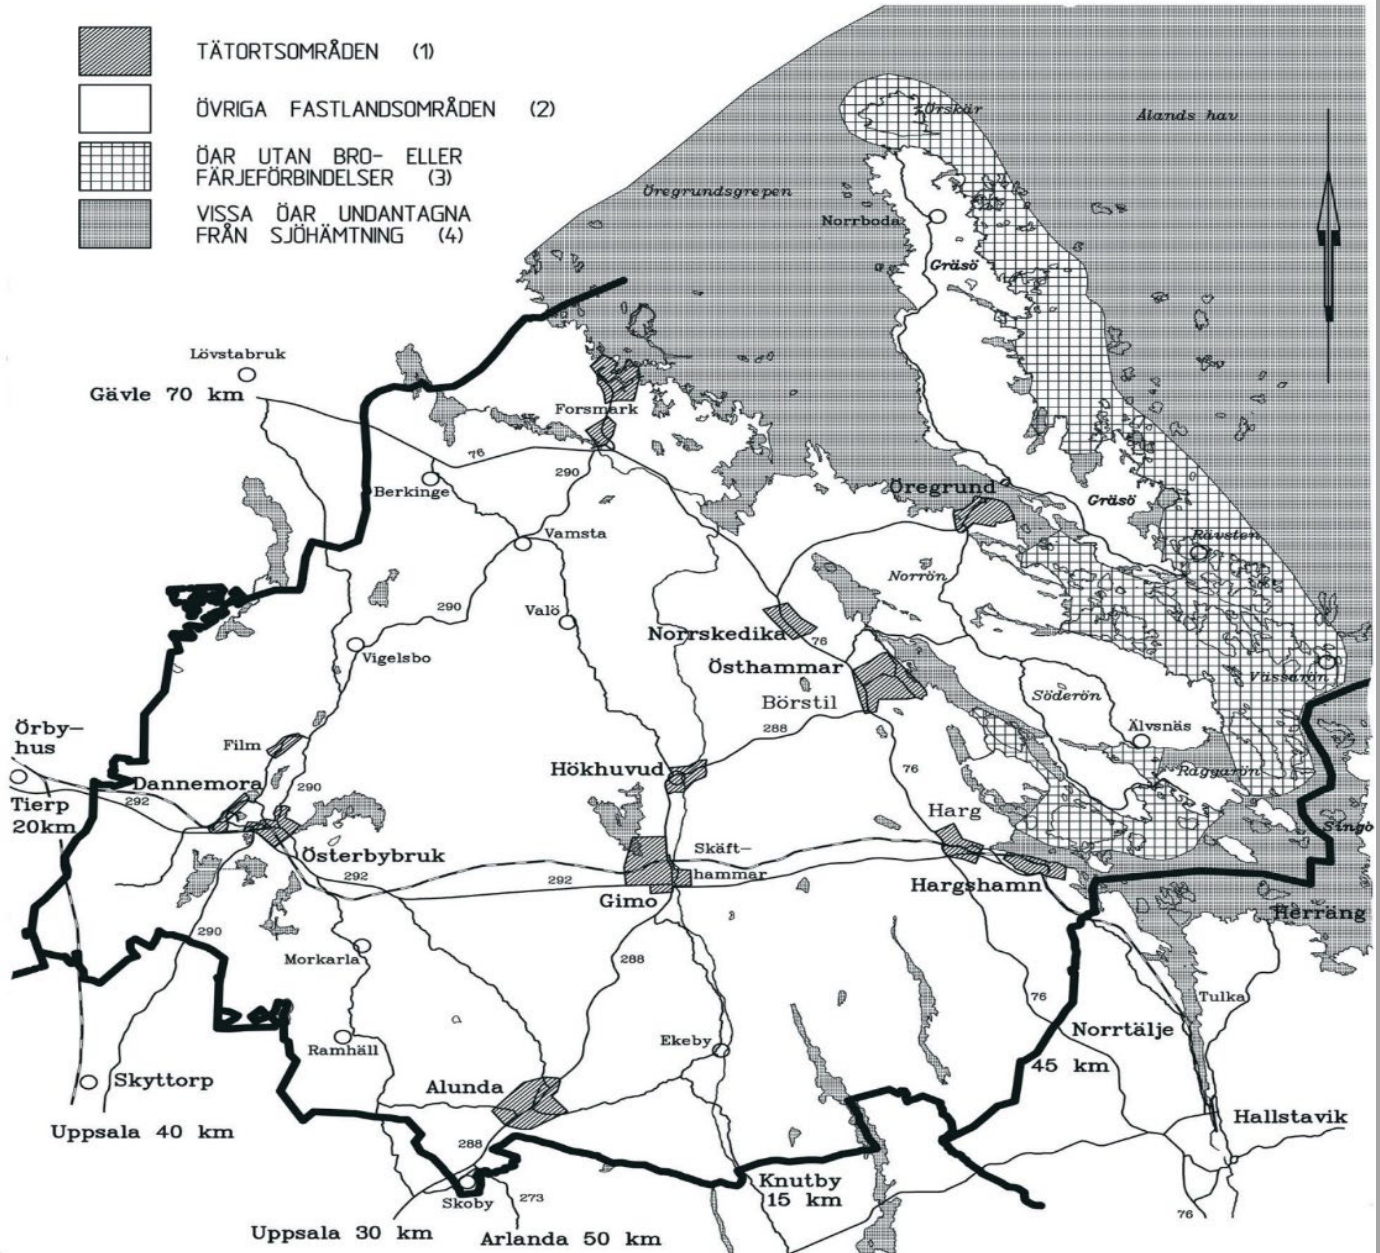 TÄTORTSOMRÅDEN (1)
ÖVRIGA FASTLANDSOMRÅDEN (2)
ÖAR UTAN BRO- ELLER
FÄRJEFÖRBINDELSER (3)
VISSA ÖAR UNDANTAGNA
FRÅN SJÖHÄMTNING (4)
Örskär
Ålands hav
Öregrundsgrepen
Norrboda
Gräsö
Lövstabruk
Gävle 70 km
Forsmark
76
290
Berkinge
Öregrund
Gräsö
Vamsta
Rävsten
Norrön
290
Valö
Norrskedika
76
Vigelsbo
Östhammar
Börstil
Söderön
Vässarön
Örby-
hus
Film
288
Älvsnäs
Hökhuvud
76
Raggarön
Dannemora
290
Tierp
20km
292
Harg
Singö
Österbybruk
Skäft-
hammar
292
292
Gimo
Hargshamn
Herräng
290
Morkarla
288
76
Tulka
Norrtälje
45 km
Ramhäll
Ekeby
Skyttorp
Alunda
Hallstavik
Uppsala 40 km
288
Knutby
15 km
Skoby
273
76
Uppsala 30 km
Arlanda 50 km